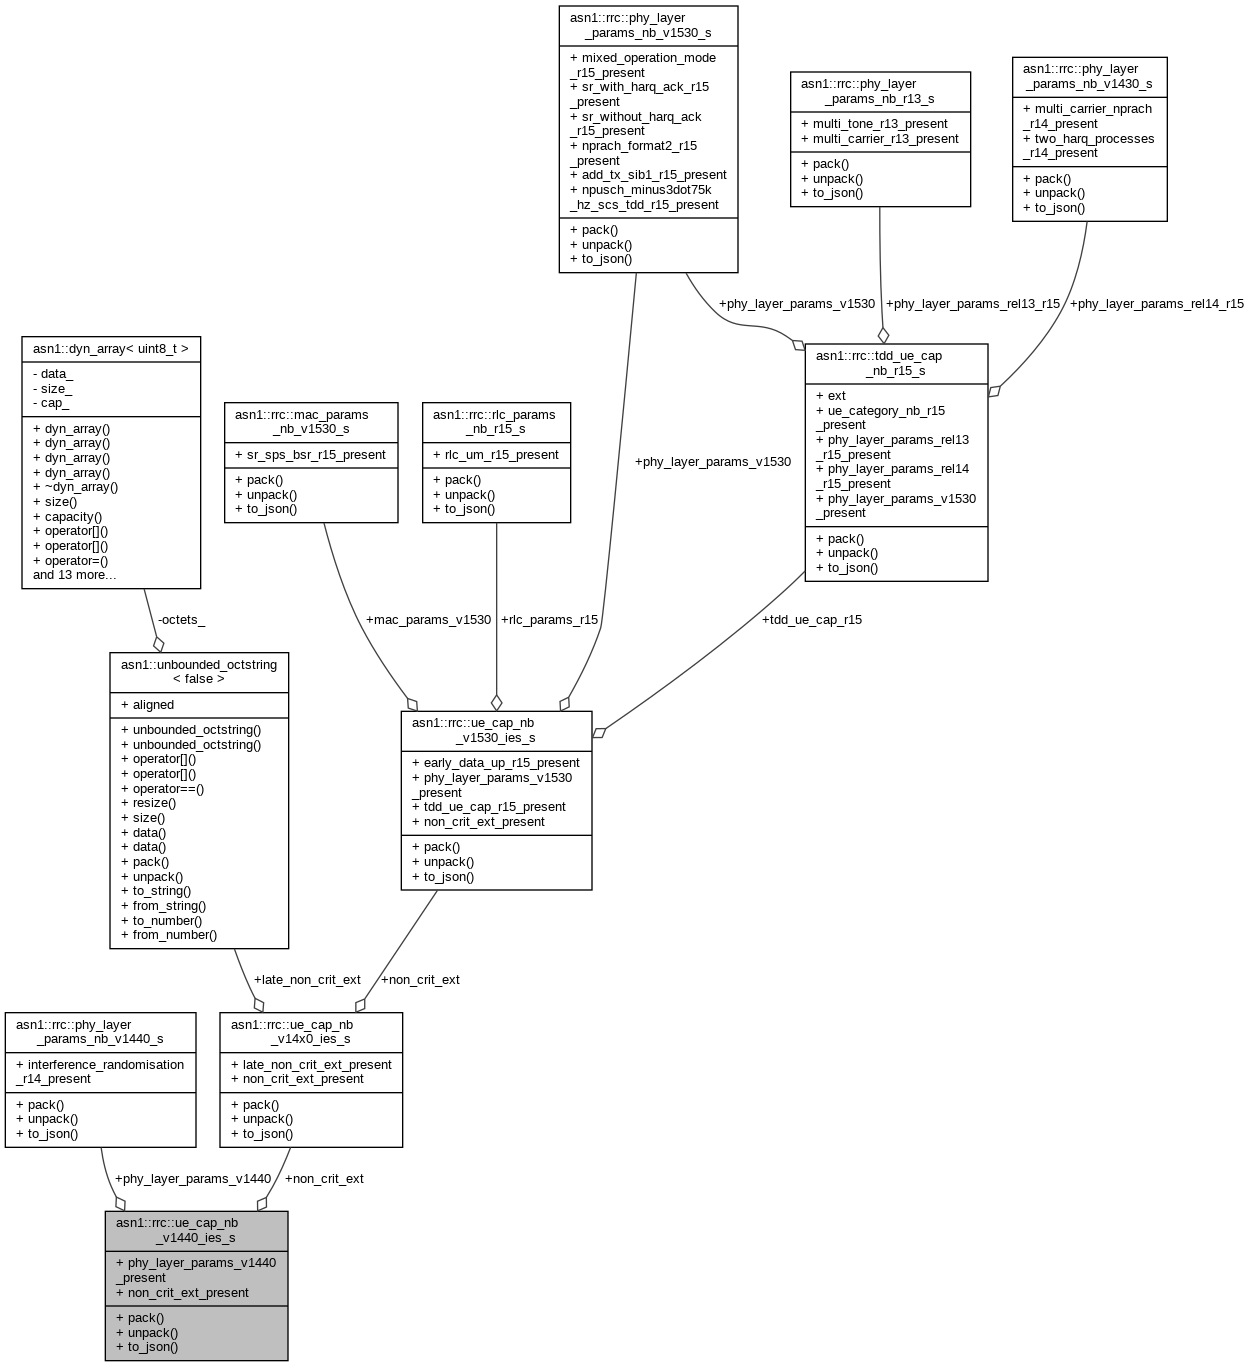 asn1::rrc::phy_layer
_params_nb_v1530_s
+ mixed_operation_mode
_r15_present
+ sr_with_harq_ack_r15
_present
+ sr_without_harq_ack
_r15_present
+ nprach_format2_r15
_present
+ add_tx_sib1_r15_present
+ npusch_minus3dot75k
_hz_scs_tdd_r15_present
+ pack()
+ unpack()
+ to_json()
asn1::rrc::phy_layer
_params_nb_r13_s
+ multi_tone_r13_present
+ multi_carrier_r13_present
+ pack()
+ unpack()
+ to_json()
asn1::rrc::phy_layer
_params_nb_v1430_s
+ multi_carrier_nprach
_r14_present
+ two_harq_processes
_r14_present
+ pack()
+ unpack()
+ to_json()
+phy_layer_params_v1530
+phy_layer_params_rel13_r15
+phy_layer_params_rel14_r15
asn1::dyn_array< uint8_t >
- data_
- size_
- cap_
+ dyn_array()
+ dyn_array()
+ dyn_array()
+ dyn_array()
+ ~dyn_array()
+ size()
+ capacity()
+ operator[]()
+ operator[]()
+ operator=()
and 13 more...
asn1::rrc::mac_params
_nb_v1530_s
+ sr_sps_bsr_r15_present
+ pack()
+ unpack()
+ to_json()
asn1::rrc::rlc_params
_nb_r15_s
+ rlc_um_r15_present
+ pack()
+ unpack()
+ to_json()
+phy_layer_params_v1530
asn1::rrc::tdd_ue_cap
_nb_r15_s
+ ext
+ ue_category_nb_r15
_present
+ phy_layer_params_rel13
_r15_present
+ phy_layer_params_rel14
_r15_present
+ phy_layer_params_v1530
_present
+ pack()
+ unpack()
+ to_json()
-octets_
+mac_params_v1530
+rlc_params_r15
+tdd_ue_cap_r15
asn1::unbounded_octstring
< false >
+ aligned
+ unbounded_octstring()
+ unbounded_octstring()
+ operator[]()
+ operator[]()
+ operator==()
+ resize()
+ size()
+ data()
+ data()
+ pack()
+ unpack()
+ to_string()
+ from_string()
+ to_number()
+ from_number()
asn1::rrc::ue_cap_nb
_v1530_ies_s
+ early_data_up_r15_present
+ phy_layer_params_v1530
_present
+ tdd_ue_cap_r15_present
+ non_crit_ext_present
+ pack()
+ unpack()
+ to_json()
+late_non_crit_ext
+non_crit_ext
asn1::rrc::phy_layer
_params_nb_v1440_s
+ interference_randomisation
_r14_present
+ pack()
+ unpack()
+ to_json()
asn1::rrc::ue_cap_nb
_v14x0_ies_s
+ late_non_crit_ext_present
+ non_crit_ext_present
+ pack()
+ unpack()
+ to_json()
+phy_layer_params_v1440
+non_crit_ext
asn1::rrc::ue_cap_nb
_v1440_ies_s
+ phy_layer_params_v1440
_present
+ non_crit_ext_present
+ pack()
+ unpack()
+ to_json()